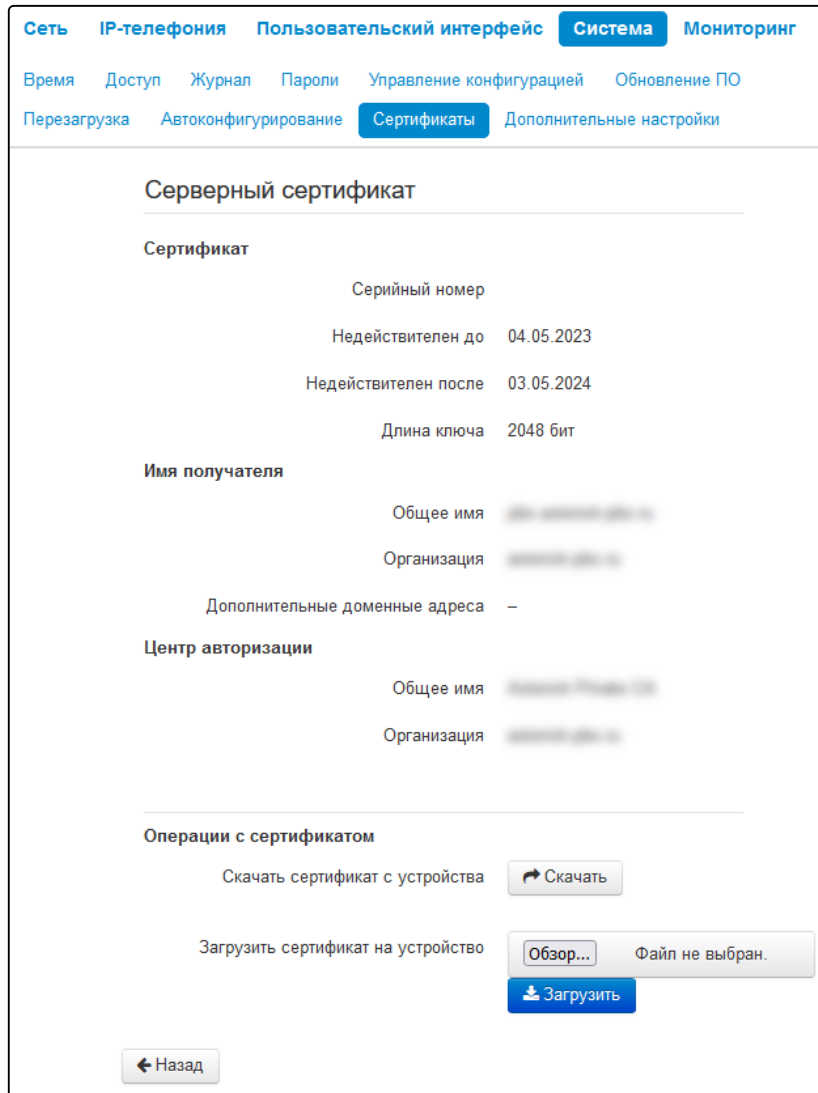 Сеть IP-телефония Пользовательский интерфейс Система Мониторинг
Время Доступ Журнал Пароли Управление конфигурацией Обновление ПО
Перезагрузка Автоконфигурирование Сертификаты Дополнительные настройки
Серверный сертификат
Сертификат
Серийный номер
Недействителен до 04.05.2023
Недействителен после 03.05.2024
Длина ключа 2048 бит
Имя получателя
Общее имя
Организация
Дополнительные доменные адреса –
Центр авторизации
Общее имя
Организация
Операции с сертификатом
Скачать сертификат с устройства Скачать
Загрузить сертификат на устройство Обзор... Файл не выбран.
Загрузить
Назад